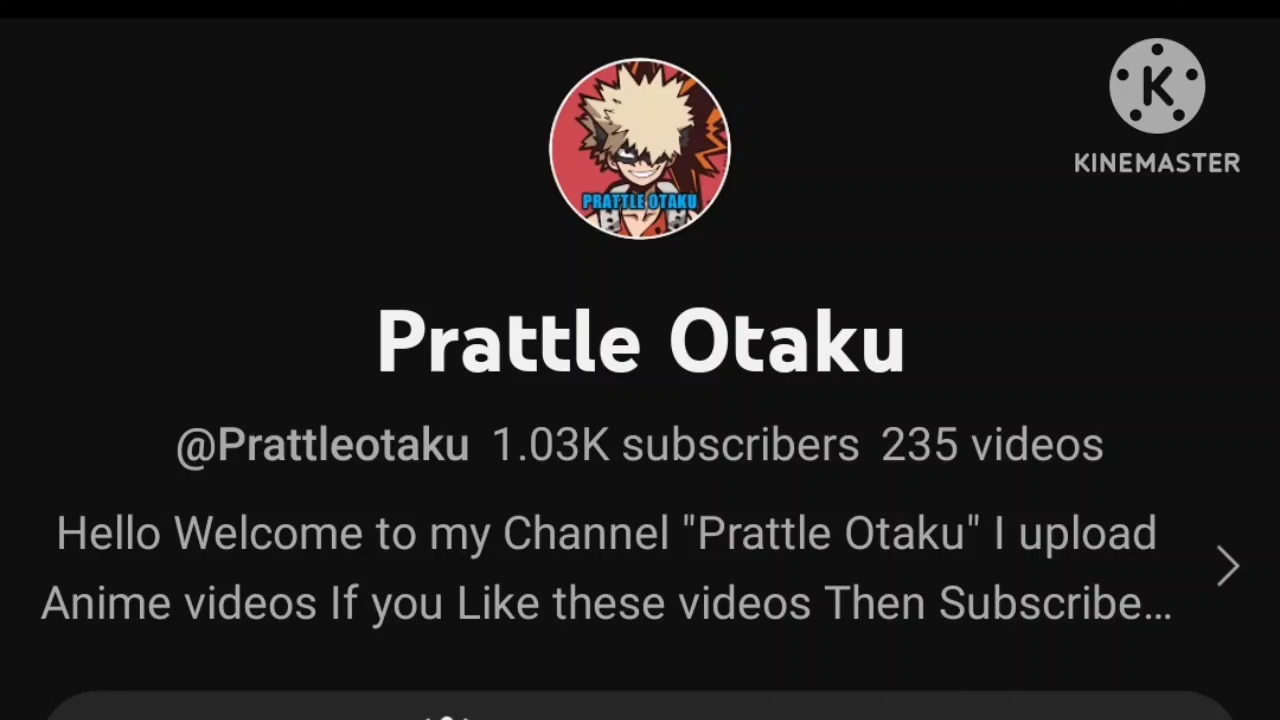 KINEMASTER
PRATTLE OTAKU
Prattle Otaku
@Prattleotaku 1.03K subscribers 235 videos
Hello Welcome to my Channel "Prattle Otaku" I upload
Anime videos If you Like these videos Then Subscribe...